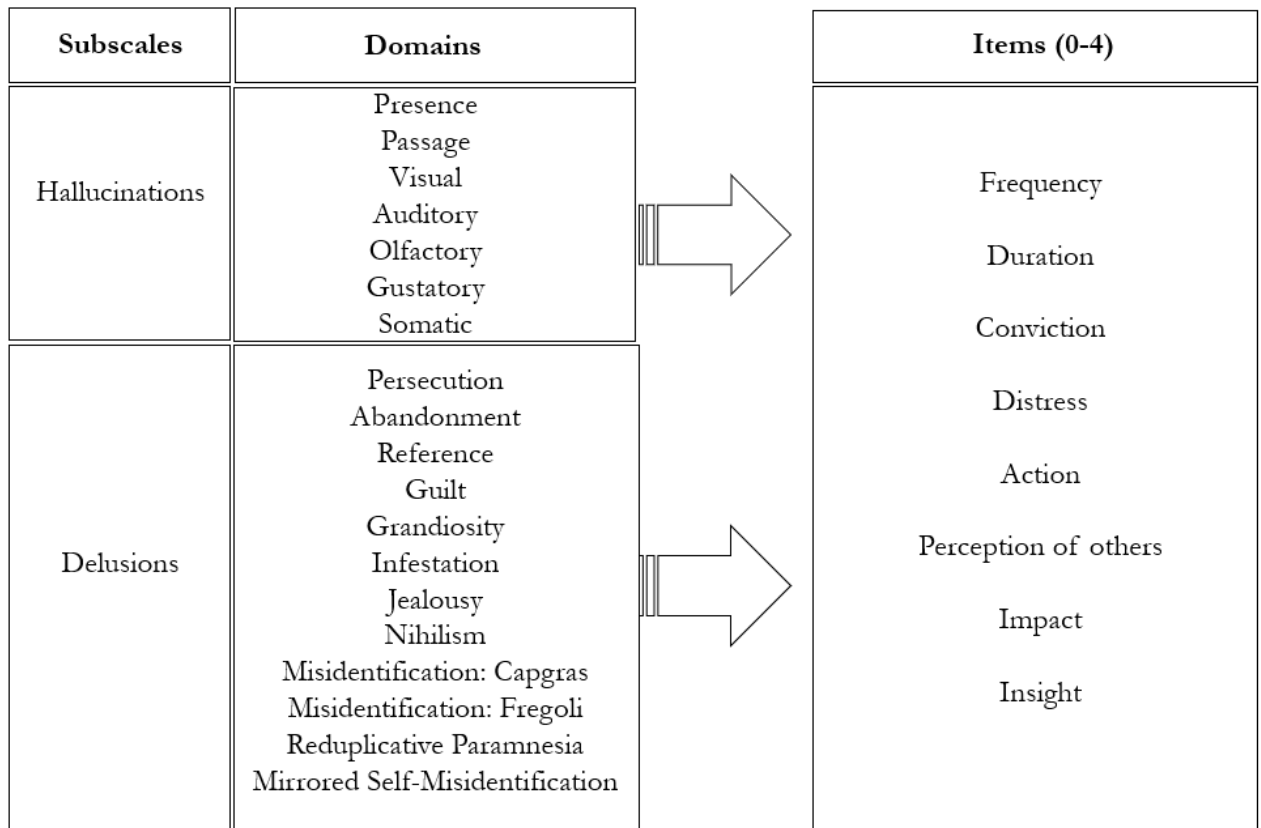 Subscales
Domains
Items (0-4)
Hallucinations
Presence
Passage
Visual
Auditory
Olfactory
Gustatory
Somatic
Delusions
Persecution
Abandonment
Reference
Guilt
Grandiosity
Infestation
Jealousy
Nihilism
Misidentification: Capgras
Misidentification: Fregoli
Reduplicative Paramnesia
Mirrored Self-Misidentification
Frequency
Duration
Conviction
Distress
Action
Perception of others
Impact
Insight